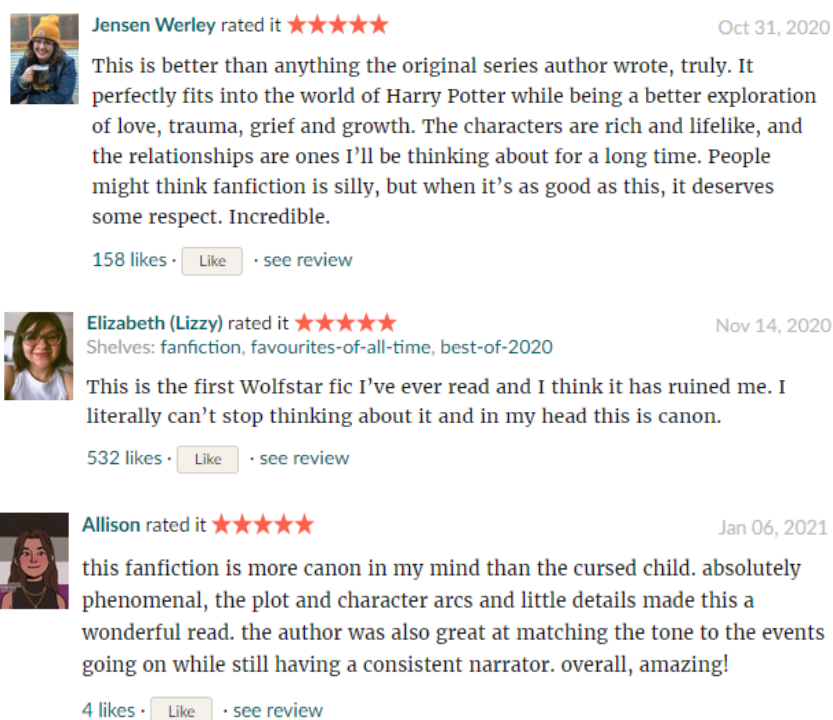 Jensen Werley rated it ★★★★★ Oct 31, 2020
This is better than anything the original series author wrote, truly. It
perfectly fits into the world of Harry Potter while being a better exploration
of love, trauma, grief and growth. The characters are rich and lifelike, and
the relationships are ones I’ll be thinking about for a long time. People
might think fanfiction is silly, but when it’s as good as this, it deserves
some respect. Incredible.
158 likes · Like · see review
Elizabeth (Lizzy) rated it ★★★★★ Nov 14, 2020
Shelves: fanfiction, favourites-of-all-time, best-of-2020
This is the first Wolfstar fic I’ve ever read and I think it has ruined me. I
literally can’t stop thinking about it and in my head this is canon.
532 likes · Like · see review
Allison rated it ★★★★★ Jan 06, 2021
this fanfiction is more canon in my mind than the cursed child. absolutely
phenomenal, the plot and character arcs and little details made this a
wonderful read. the author was also great at matching the tone to the events
going on while still having a consistent narrator. overall, amazing!
4 likes · Like · see review